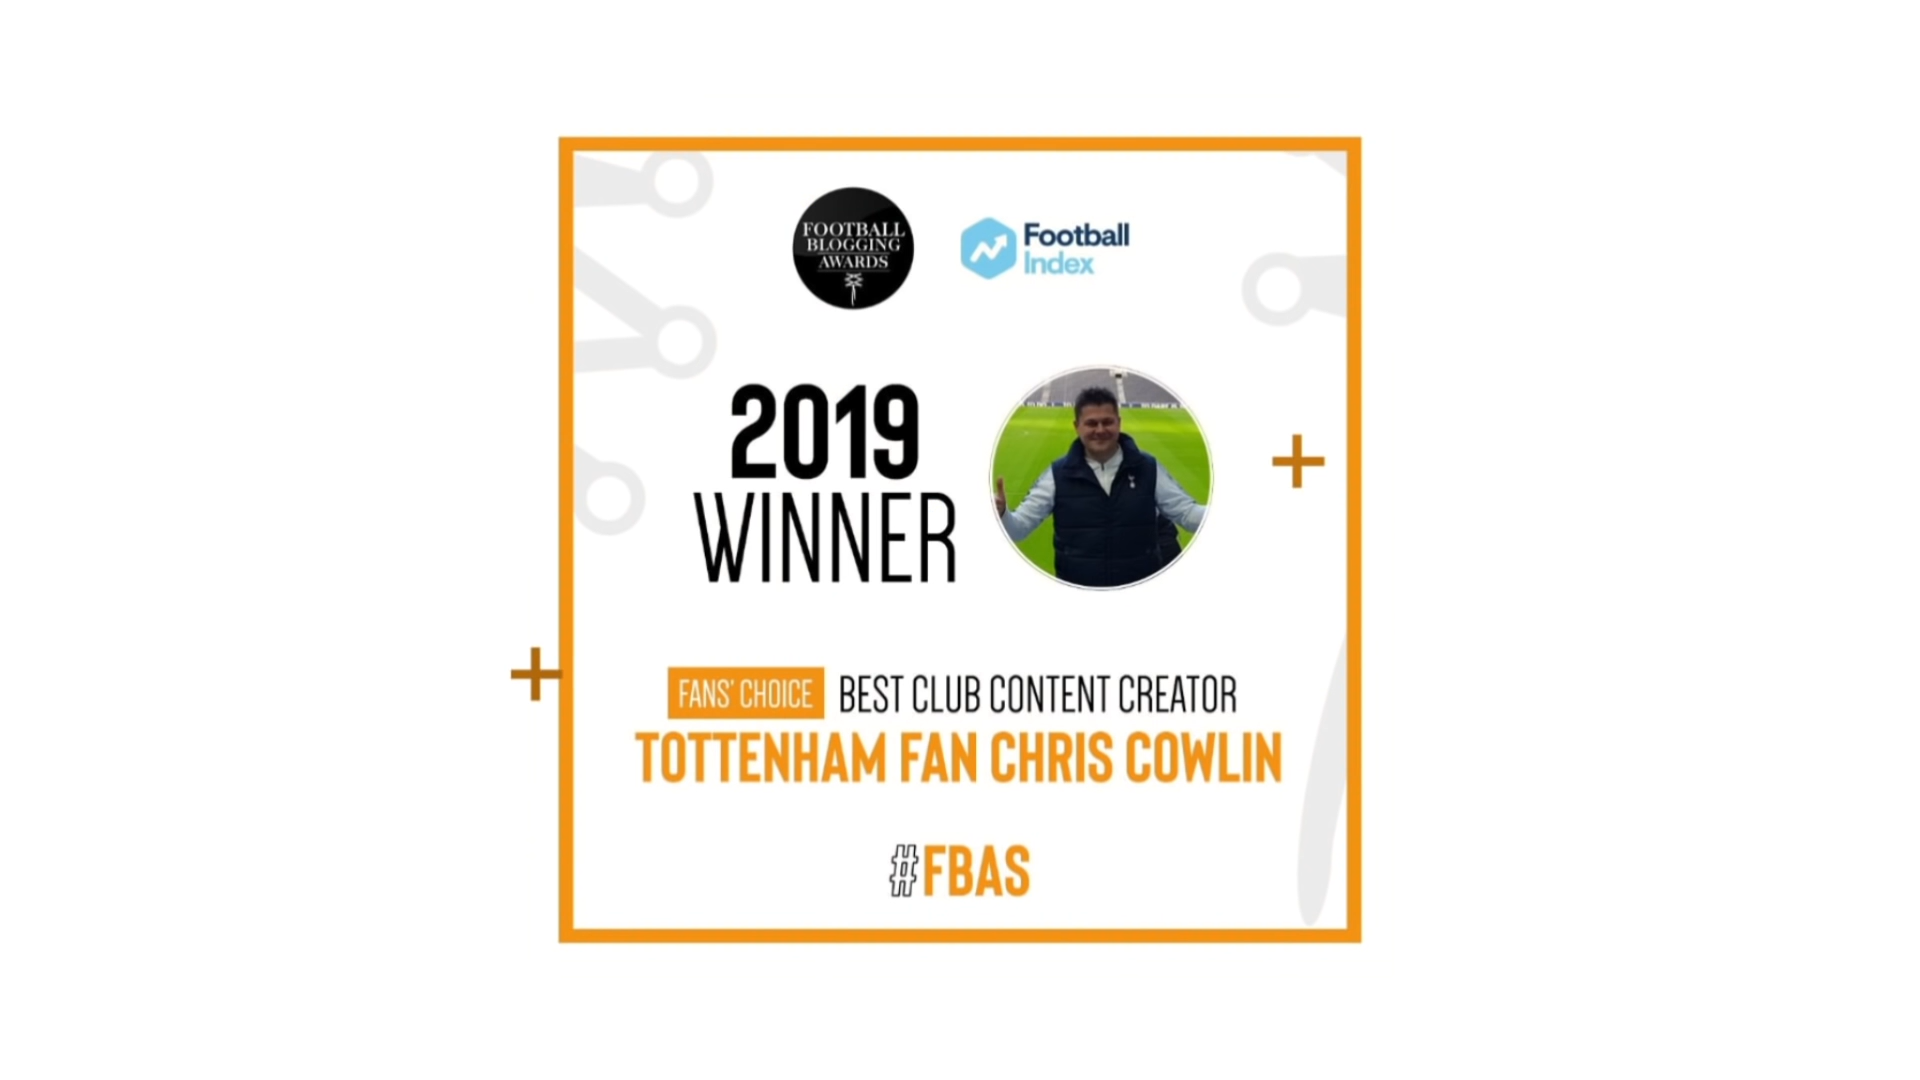 FOOTBALL
BLOGGING
AWARDS
Football
Index
2019
WINNER
FANS' CHOICE BEST CLUB CONTENT CREATOR
TOTTENHAM FAN CHRIS COWLIN
#FBAS